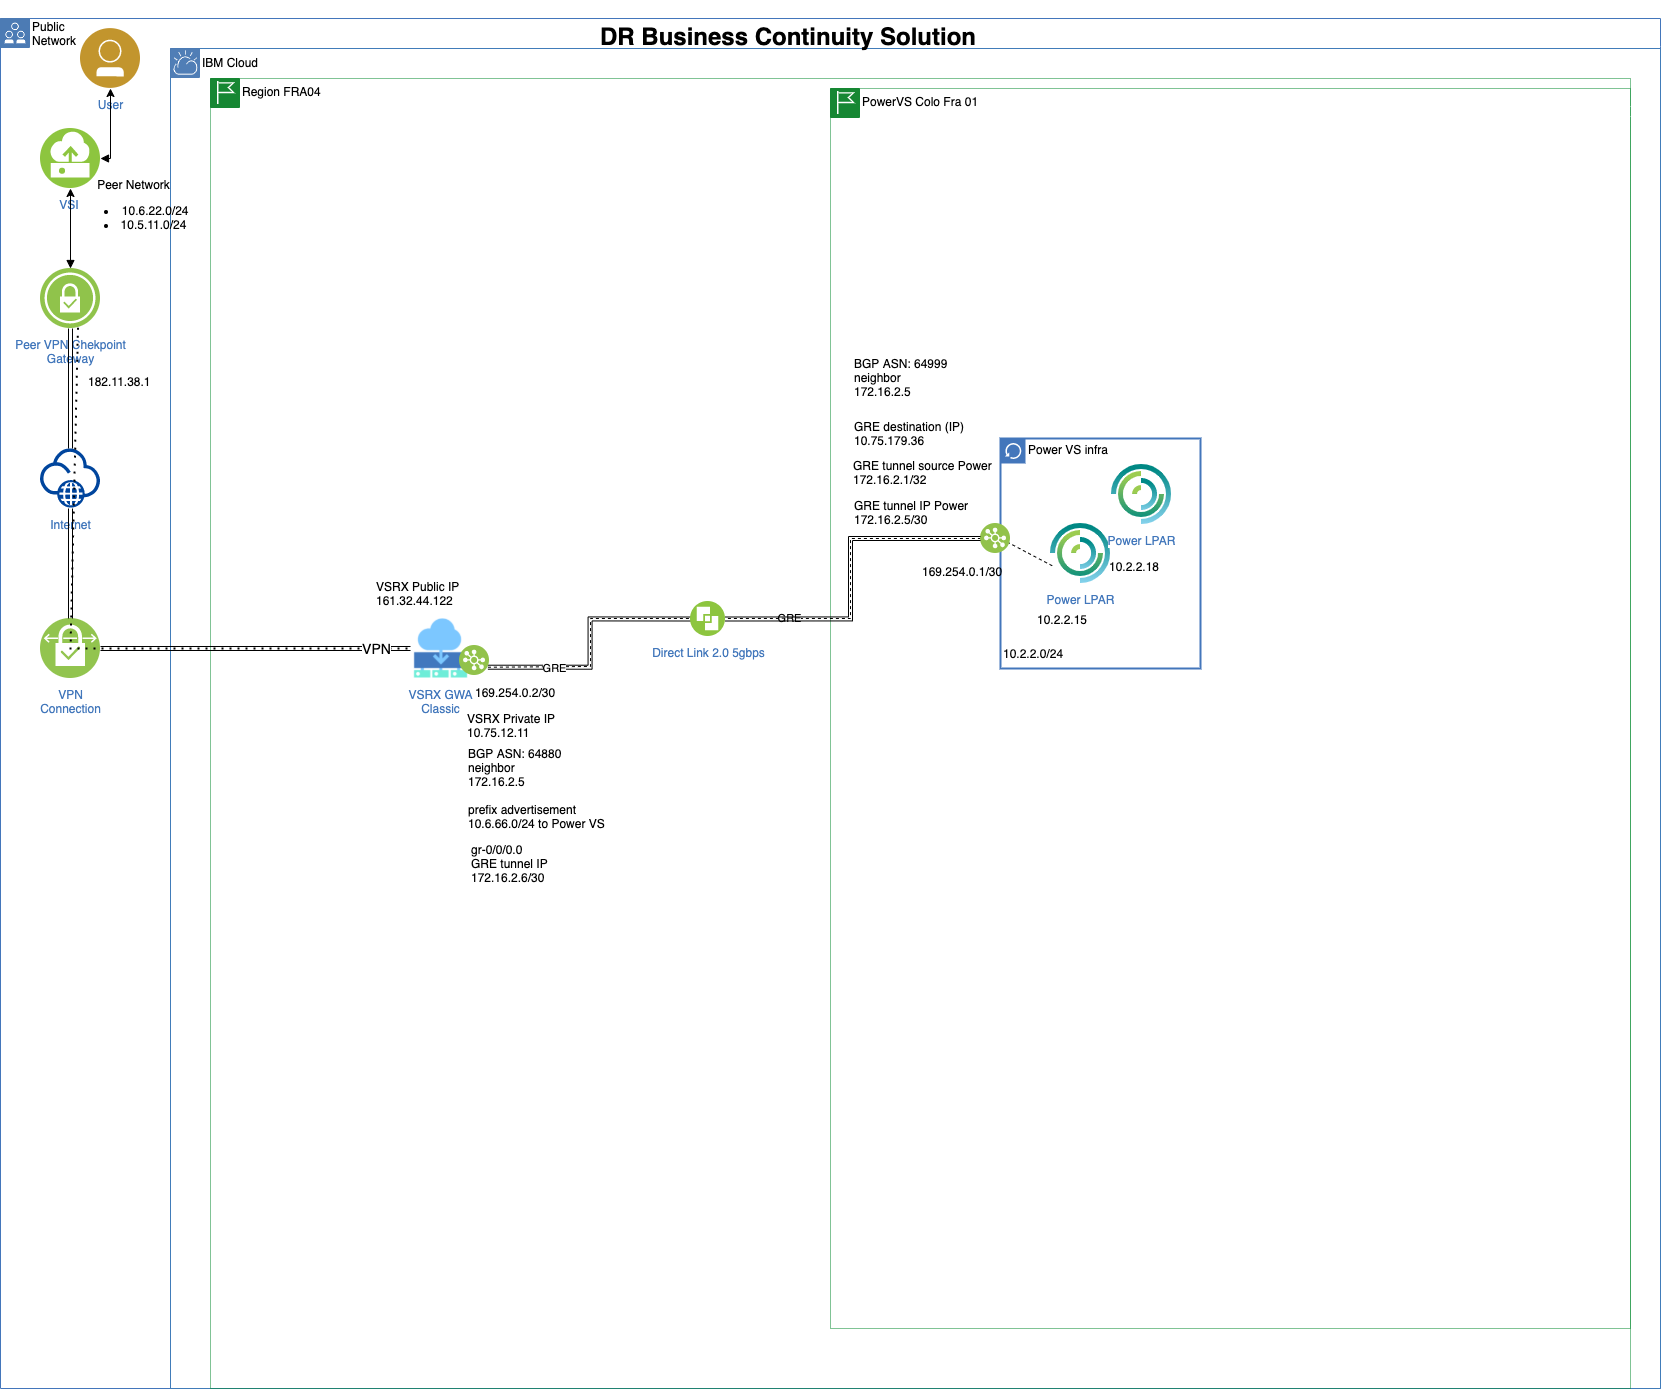 DR Business Continuity Solution
Public
Network
User
IBM Cloud
Region FRA04
PowerVS Colo Fra 01
VSI
Peer Network
10.6.22.0/24
10.5.11.0/24
Peer VPN Chekpoint
Gateway
182.11.38.1
Internet
VPN
Connection
VPN
VSRX Public IP
161.32.44.122
VSRX GWA
Classic
GRE
169.254.0.2/30
VSRX Private IP
10.75.12.11
BGP ASN: 64880
neighbor
172.16.2.5
prefix advertisement
10.6.66.0/24 to Power VS
gr-0/0/0.0
GRE tunnel IP
172.16.2.6/30
Direct Link 2.0 5gbps
GRE
BGP ASN: 64999
neighbor
172.16.2.5
GRE destination (IP)
10.75.179.36
GRE tunnel source Power
172.16.2.1/32
GRE tunnel IP Power
172.16.2.5/30
169.254.0.1/30
Power VS infra
Power LPAR
10.2.2.18
Power LPAR
10.2.2.15
10.2.2.0/24